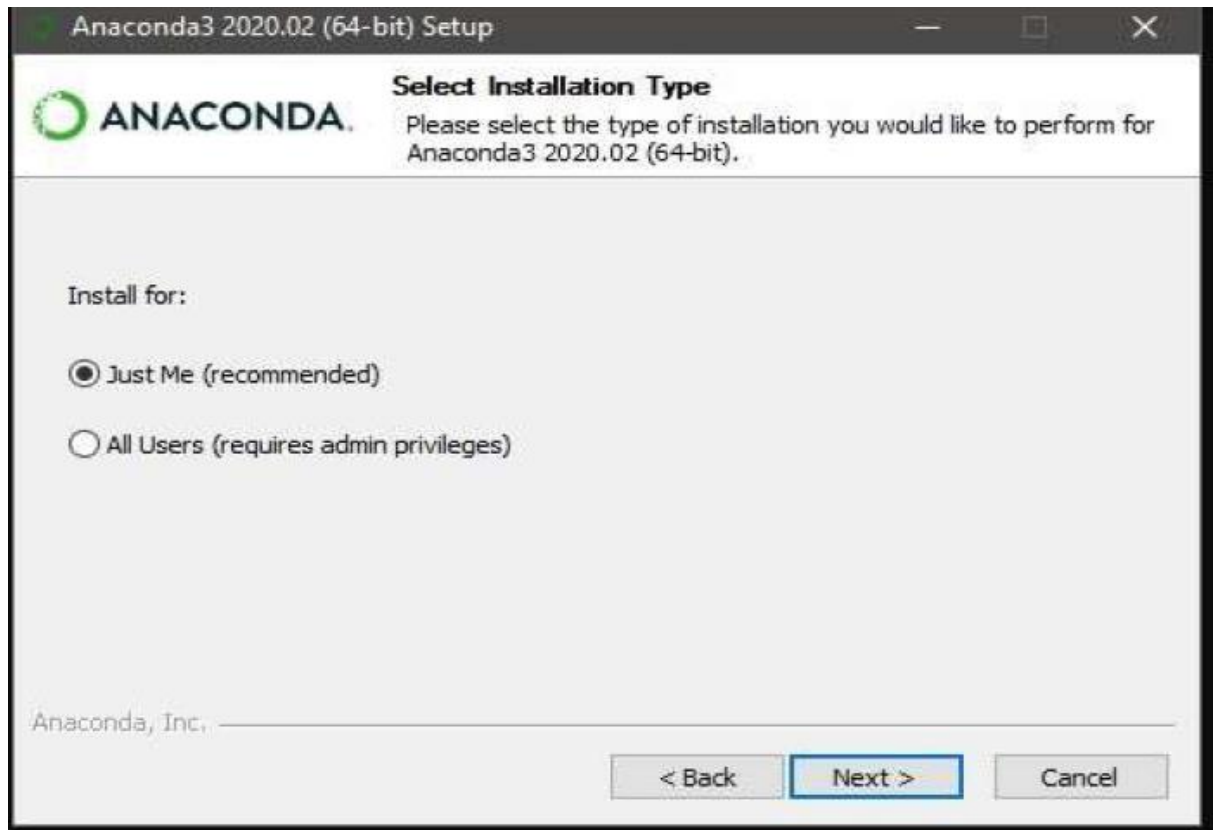 Anaconda3 2020.02 (64-bit) Setup
ANACONDA.
Select Installation Type
Please select the type of installation you would like to perform for
Anaconda3 2020.02 (64-bit).
Install for:
Just Me (recommended)
All Users (requires admin privileges)
Anaconda, Inc.
< Back
Next >
Cancel